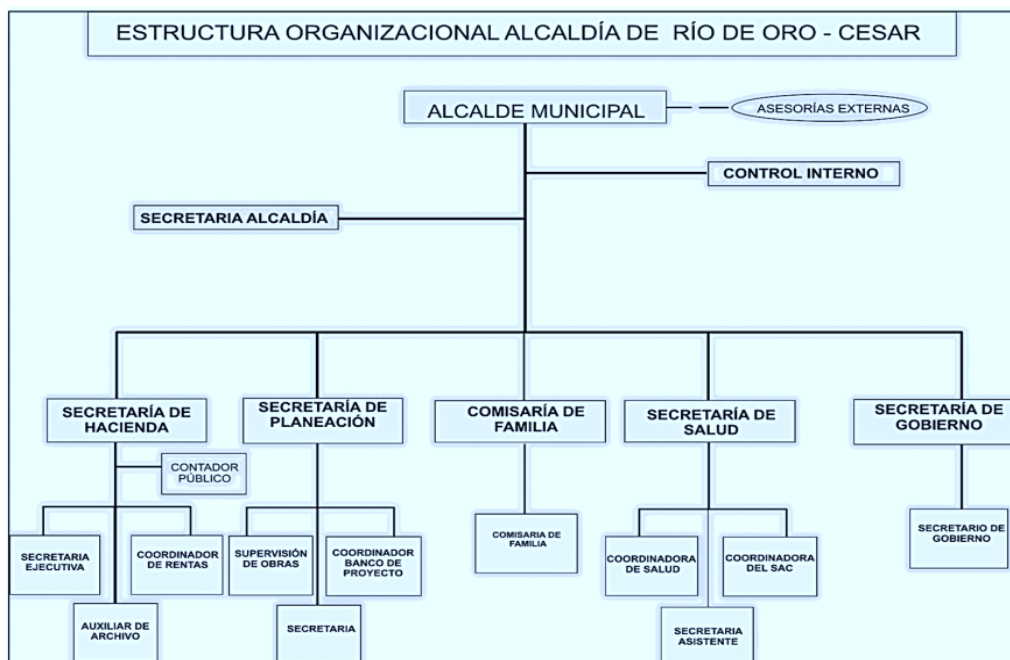 ESTRUCTURA ORGANIZACIONAL ALCALDÍA DE RÍO DE ORO - CESAR
ALCALDE MUNICIPAL
ASESORÍAS EXTERNAS
CONTROL INTERNO
SECRETARIA ALCALDÍA
SECRETARÍA DE
HACIENDA
SECRETARÍA DE
PLANEACIÓN
COMISARÍA DE
FAMILIA
SECRETARÍA DE
SALUD
SECRETARÍA DE
GOBIERNO
CONTADOR
PÚBLICO
SECRETARIA
EJECUTIVA
COORDINADOR
DE RENTAS
SUPERVISIÓN
DE OBRAS
COORDINADOR
BANCO DE
PROYECTO
COMISARIA DE
FAMILIA
COORDINADORA
DE SALUD
COORDINADORA
DEL SAC
SECRETARIO DE
GOBIERNO
AUXILIAR DE
ARCHIVO
SECRETARIA
SECRETARIA
ASISTENTE